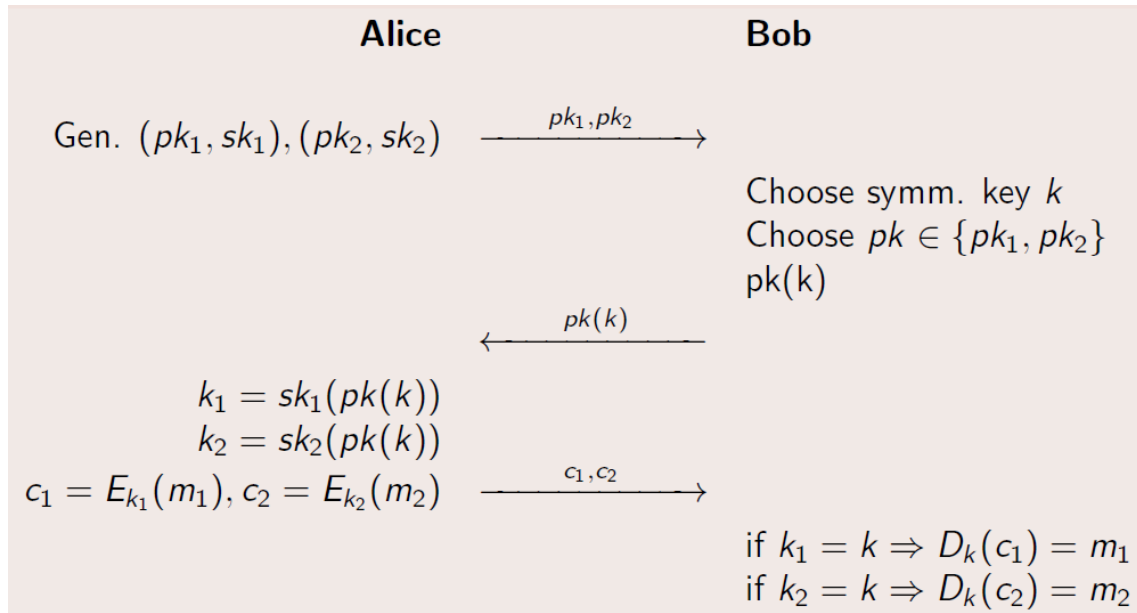 Alice Bob
Gen. (pk₁, sk₁), (pk₂, sk₂) pk₁,pk₂
Choose symm. key k
Choose pk ∈ {pk₁, pk₂}
pk(k)
pk(k)
k₁ = sk₁(pk(k))
k₂ = sk₂(pk(k))
c₁ = Eₖ₁(m₁), c₂ = Eₖ₂(m₂) c₁,c₂
if k₁ = k ⇒ Dₖ(c₁) = m₁
if k₂ = k ⇒ Dₖ(c₂) = m₂